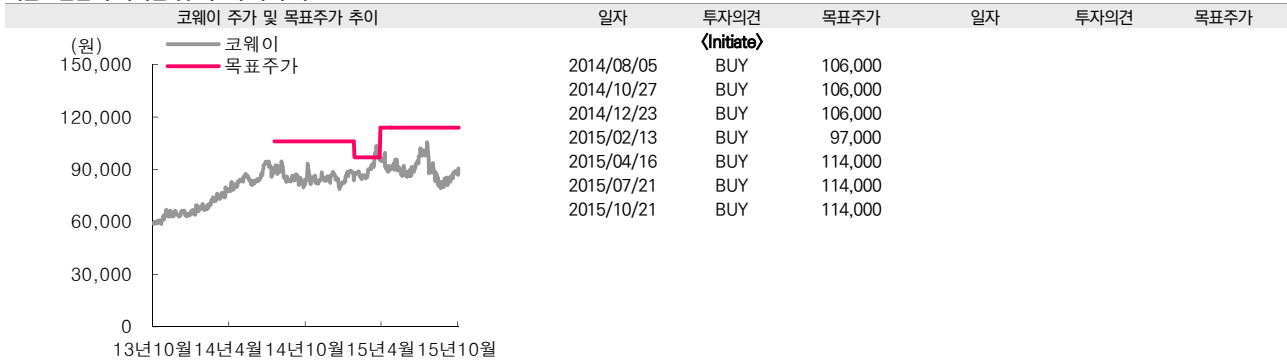 코웨이 주가 및 목표주가 추이 일자 투자의견 목표주가 일자 투자의견 목표주가
(원)
코웨이
목표주가
150,000
120,000
90,000
60,000
30,000
0
13년10월 14년4월 14년10월 15년4월 15년10월
〈Initiate〉
2014/08/05 BUY 106,000
2014/10/27 BUY 106,000
2014/12/23 BUY 106,000
2015/02/13 BUY 97,000
2015/04/16 BUY 114,000
2015/07/21 BUY 114,000
2015/10/21 BUY 114,000